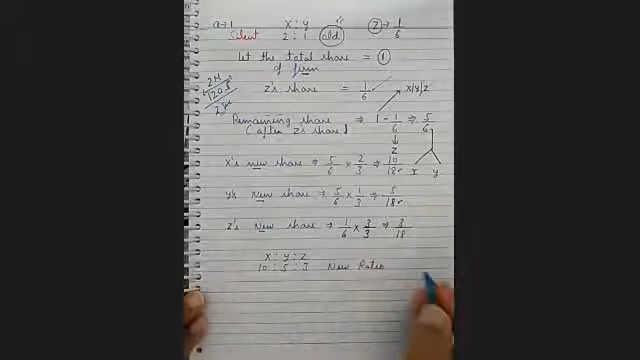 Q→1 X : Y Z → 1/6
Silent 2 : 1 old
Let the total share = 1
of firm
Z's share = 1/6 X/Y/Z
Remaining share ⇒ 1 - 1/6 ⇒ 5/6
(after Z's share)
Z
X's new share ⇒ 5/6 × 2/3 ⇒ 10/18 X Y
Y's New share ⇒ 5/6 × 1/3 ⇒ 5/18
Z's New share ⇒ 1/6 × 3/3 ⇒ 3/18
X : Y : Z
10 : 5 : 3 New Ratio